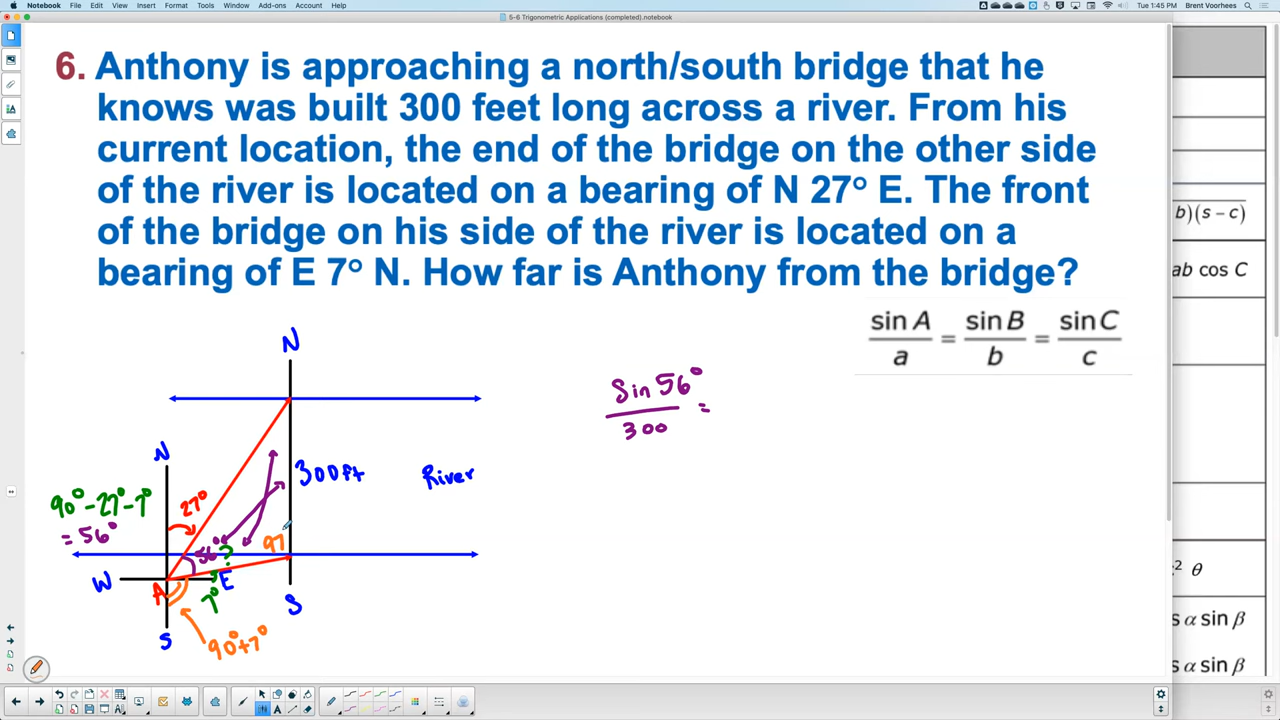 Notebook File Edit View Insert Format Tools Window Add-ons Account Help Tue 1:45 PM Brent Voorhees
5-6 Trigonometric Applications (completed).notebook
6. Anthony is approaching a north/south bridge that he
knows was built 300 feet long across a river. From his
current location, the end of the bridge on the other side
of the river is located on a bearing of N 27° E. The front
of the bridge on his side of the river is located on a
bearing of E 7° N. How far is Anthony from the bridge?
b)(s − c)
ab cos C
sin A / a = sin B / b = sin C / c
N
Sin 56° / 300 =
N
300ft
River
90° - 27° - 7°
= 56°
27°
56°
?
97
W
A
E
7°
S
S
90° + 7°
² θ
s α sin β
s α sin β